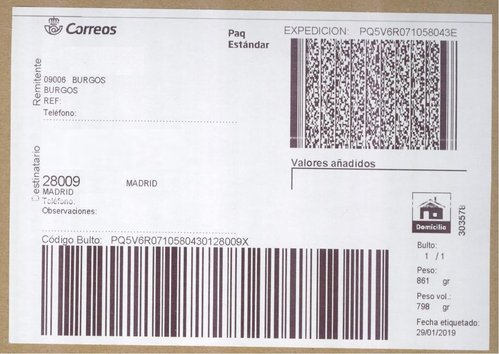 Correos
Paq
Estándar
EXPEDICION: PQ5V6R071058043E
Remitente
09006 BURGOS
BURGOS
REF:
Teléfono:
Valores añadidos
Destinatario
28009 MADRID
MADRID
Teléfono:
Observaciones:
Domicilio
303578
Código Bulto: PQ5V6R0710580430128009X
Bulto:
1 / 1
Peso:
861 gr
Peso vol.:
798 gr
Fecha etiquetado:
29/01/2019